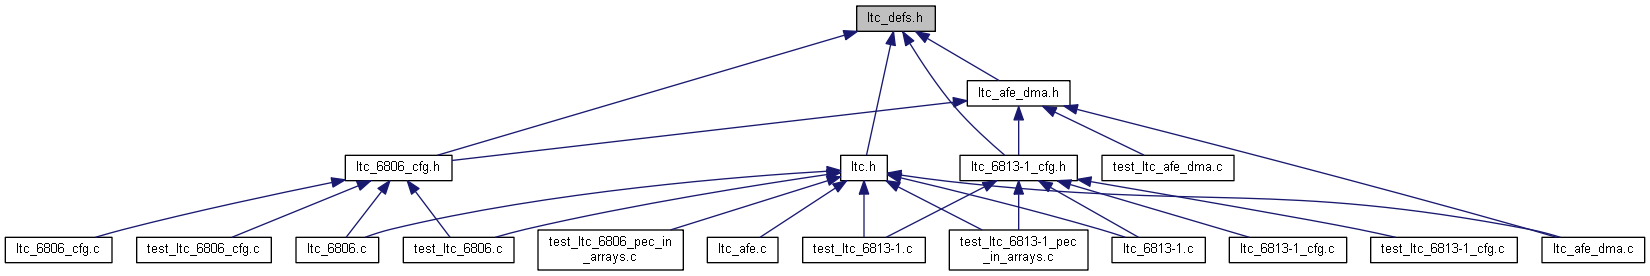 ltc_defs.h
ltc_afe_dma.h
ltc_6806_cfg.h
ltc.h
ltc_6813-1_cfg.h
test_ltc_afe_dma.c
ltc_6806_cfg.c
test_ltc_6806_cfg.c
ltc_6806.c
test_ltc_6806.c
test_ltc_6806_pec_in
_arrays.c
ltc_afe.c
test_ltc_6813-1.c
test_ltc_6813-1_pec
_in_arrays.c
ltc_6813-1.c
ltc_6813-1_cfg.c
test_ltc_6813-1_cfg.c
ltc_afe_dma.c